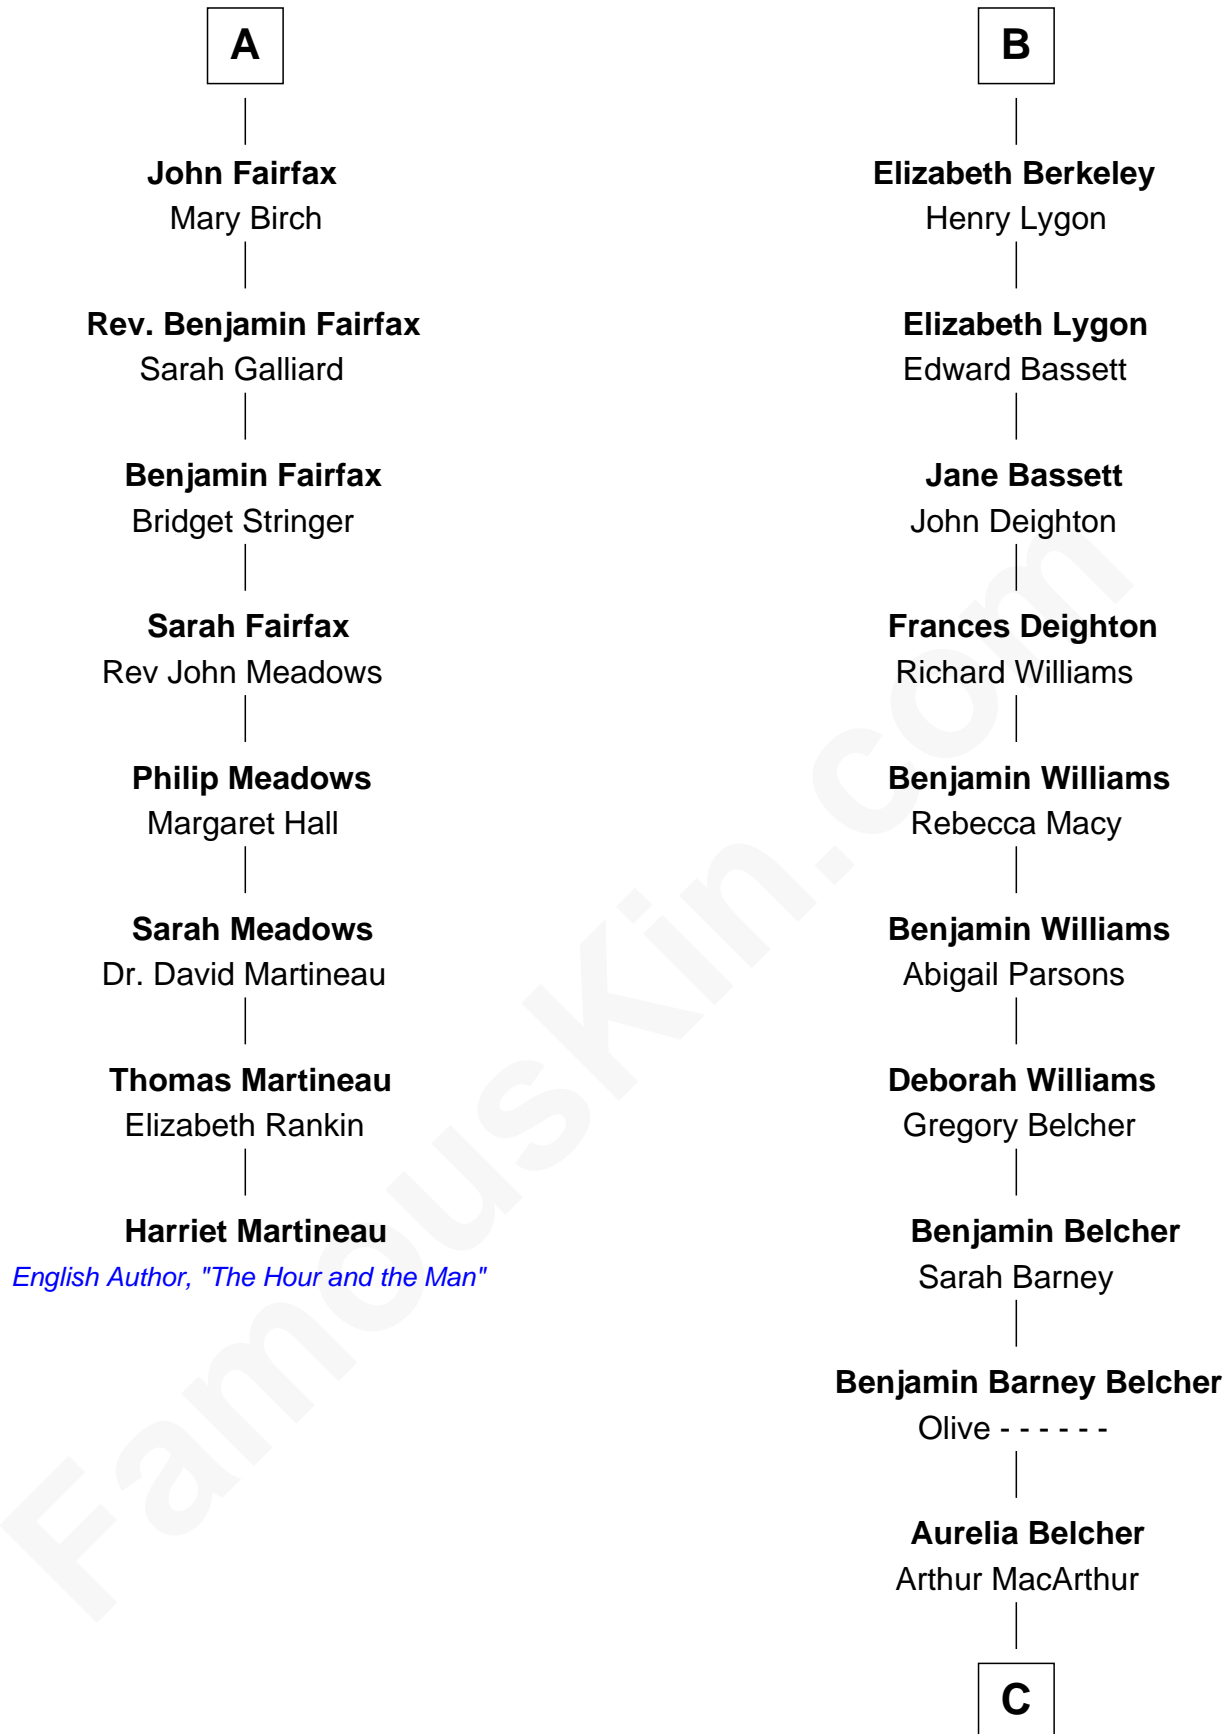 A
John Fairfax
Mary Birch
Rev. Benjamin Fairfax
Sarah Galliard
Benjamin Fairfax
Bridget Stringer
Sarah Fairfax
Rev John Meadows
Philip Meadows
Margaret Hall
Sarah Meadows
Dr. David Martineau
Thomas Martineau
Elizabeth Rankin
Harriet Martineau
English Author, "The Hour and the Man"
B
Elizabeth Berkeley
Henry Lygon
Elizabeth Lygon
Edward Bassett
Jane Bassett
John Deighton
Frances Deighton
Richard Williams
Benjamin Williams
Rebecca Macy
Benjamin Williams
Abigail Parsons
Deborah Williams
Gregory Belcher
Benjamin Belcher
Sarah Barney
Benjamin Barney Belcher
Olive - - - - - -
Aurelia Belcher
Arthur MacArthur
C
FamousKin.com